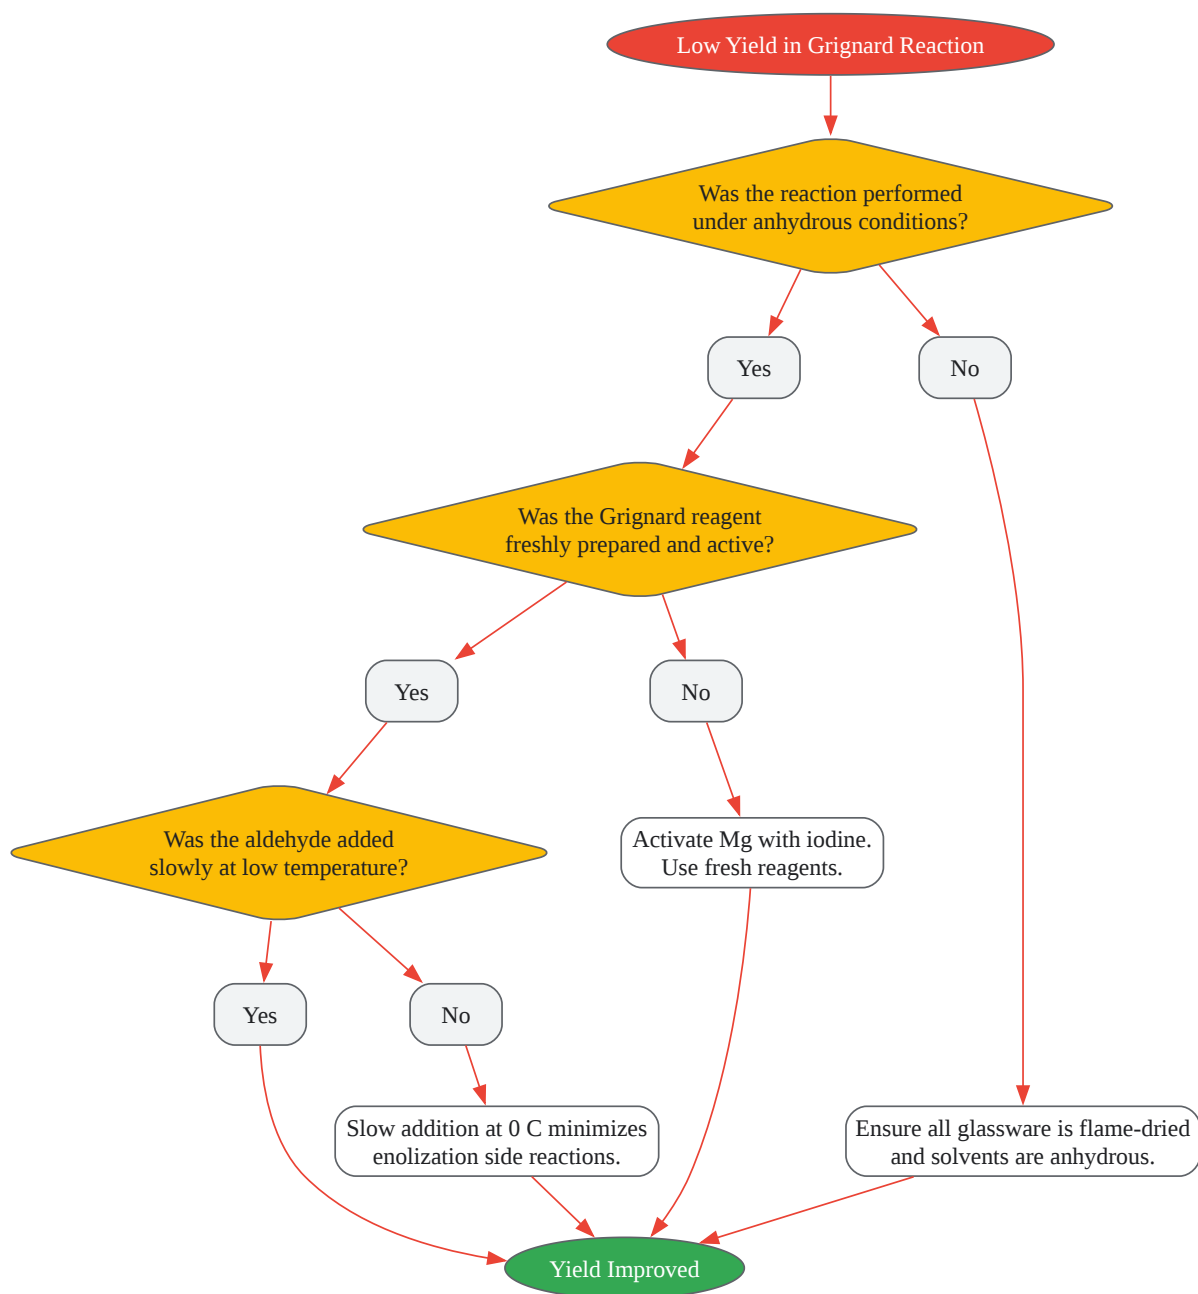 Low Yield in Grignard Reaction
Was the reaction performed
under anhydrous conditions?
Yes
No
Was the Grignard reagent
freshly prepared and active?
Yes
No
Was the aldehyde added
slowly at low temperature?
Activate Mg with iodine.
Use fresh reagents.
Yes
No
Slow addition at 0 C minimizes
enolization side reactions.
Ensure all glassware is flame-dried
and solvents are anhydrous.
Yield Improved